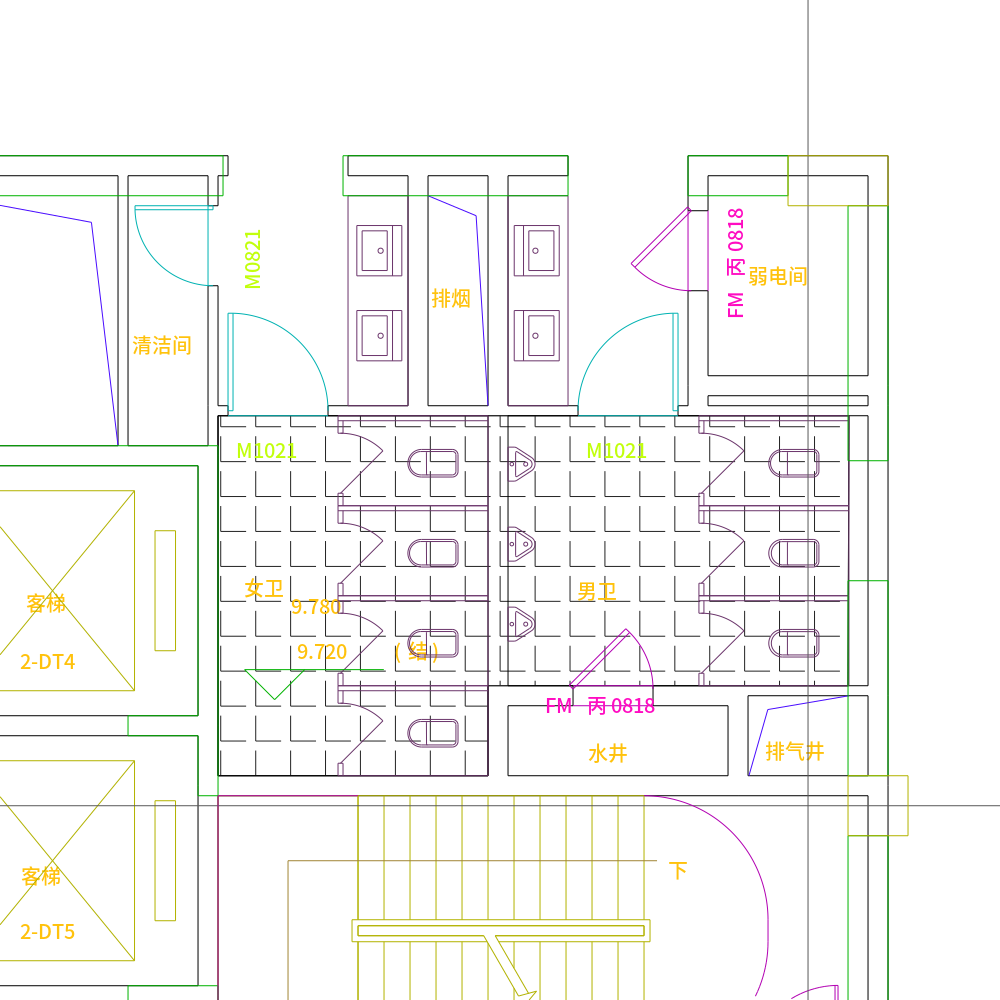 M0821
FM 丙 0818
弱电间
排烟
清洁间
M1021
M1021
女卫
男卫
客梯
9.780
9.720 (结)
2-DT4
FM 丙 0818
水井
排气井
下
客梯
2-DT5